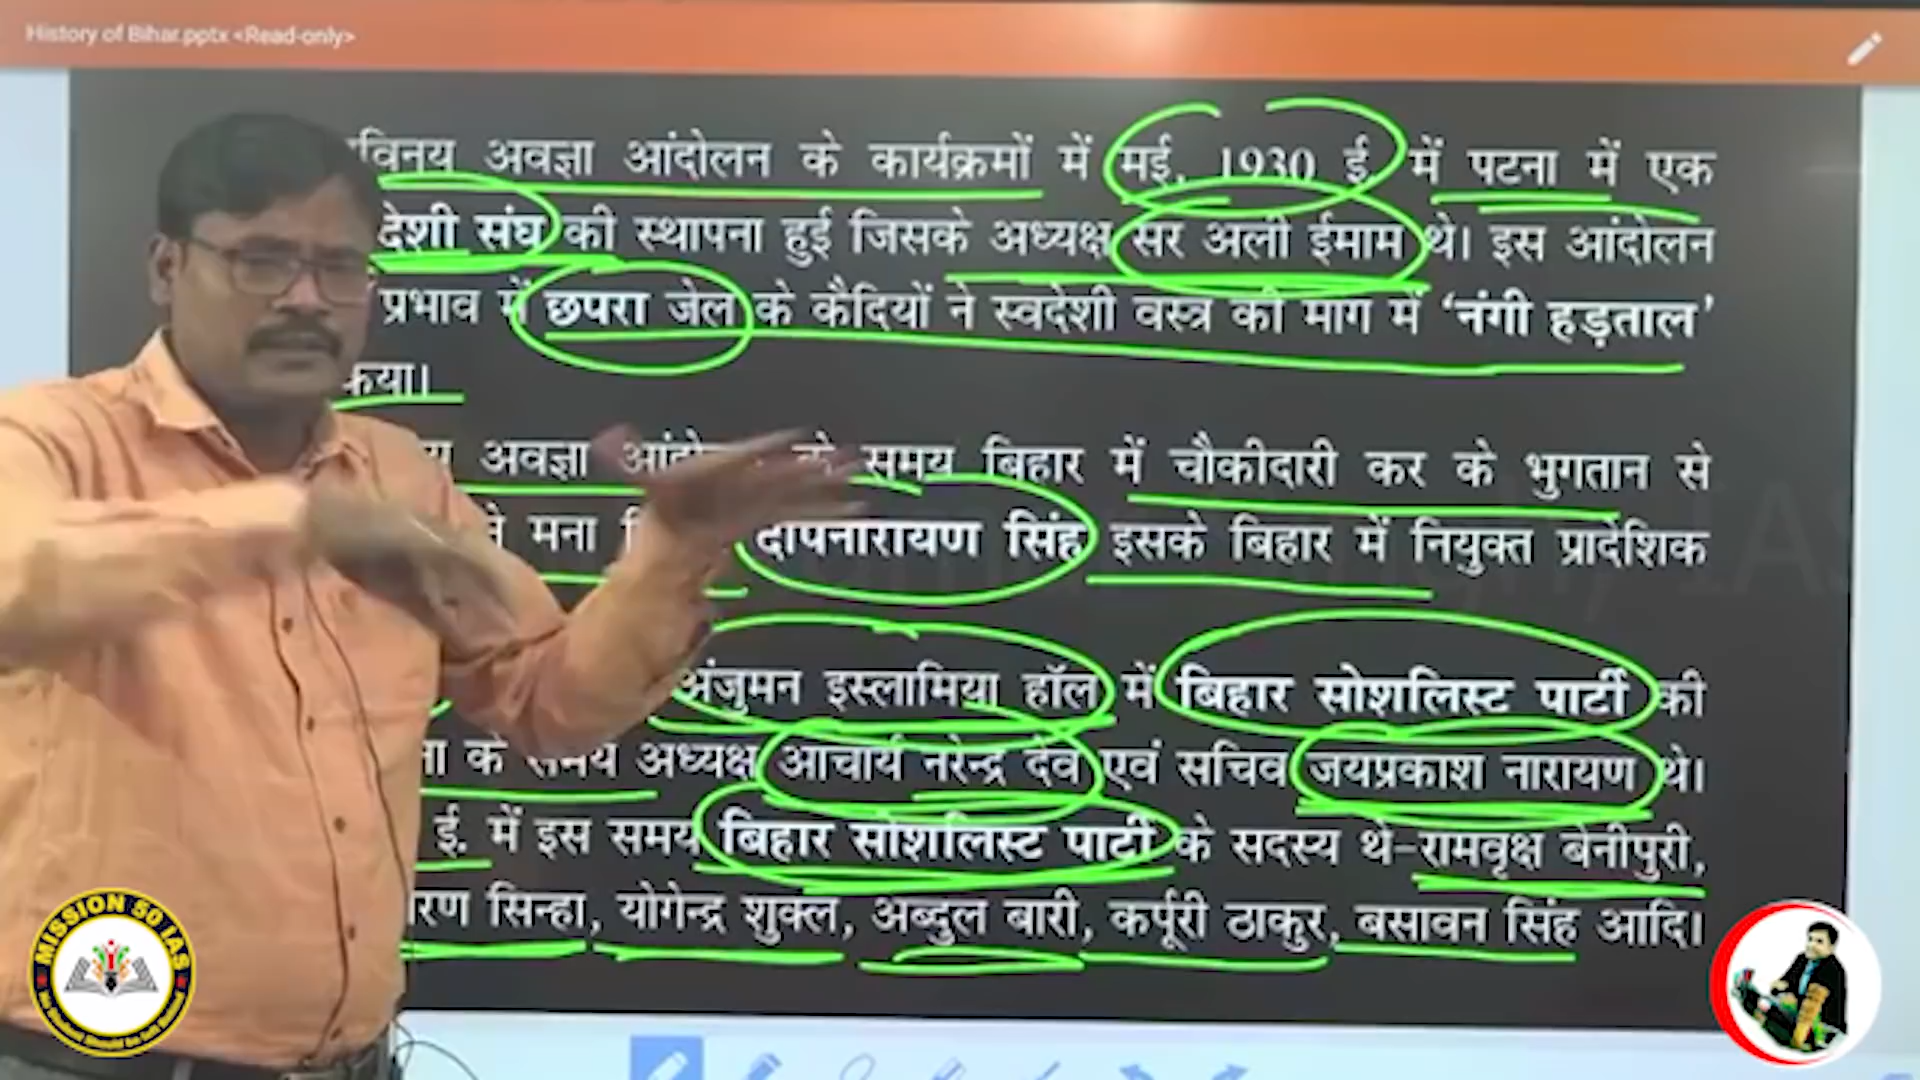 History of Bihar.pptx <Read-only>
विनय अवज्ञा आंदोलन के कार्यक्रमों में मई, 1930 ई. में पटना में एक
देशी संघ की स्थापना हुई जिसके अध्यक्ष सर अली ईमाम थे। इस आंदोलन
प्रभाव में छपरा जेल के कैदियों ने स्वदेशी वस्त्र की माग में ‘नंगी हड़ताल’
कया।
य अवज्ञा के समय बिहार में चौकीदारी कर के भुगतान से
मना दीपनारायण सिंह इसके बिहार में नियुक्त प्रादेशिक
अंजुमन इस्लामिया हॉल में बिहार सोशलिस्ट पार्टी की
ना के समय अध्यक्ष आचार्य नरेन्द्र देव एवं सचिव जयप्रकाश नारायण थे।
ई. में इस समय बिहार सोशलिस्ट पार्टी के सदस्य थे–रामवृक्ष बेनीपुरी,
रण सिन्हा, योगेन्द्र शुक्ल, अब्दुल बारी, कर्पूरी ठाकुर, बसावन सिंह आदि।
MISSION 50 IAS